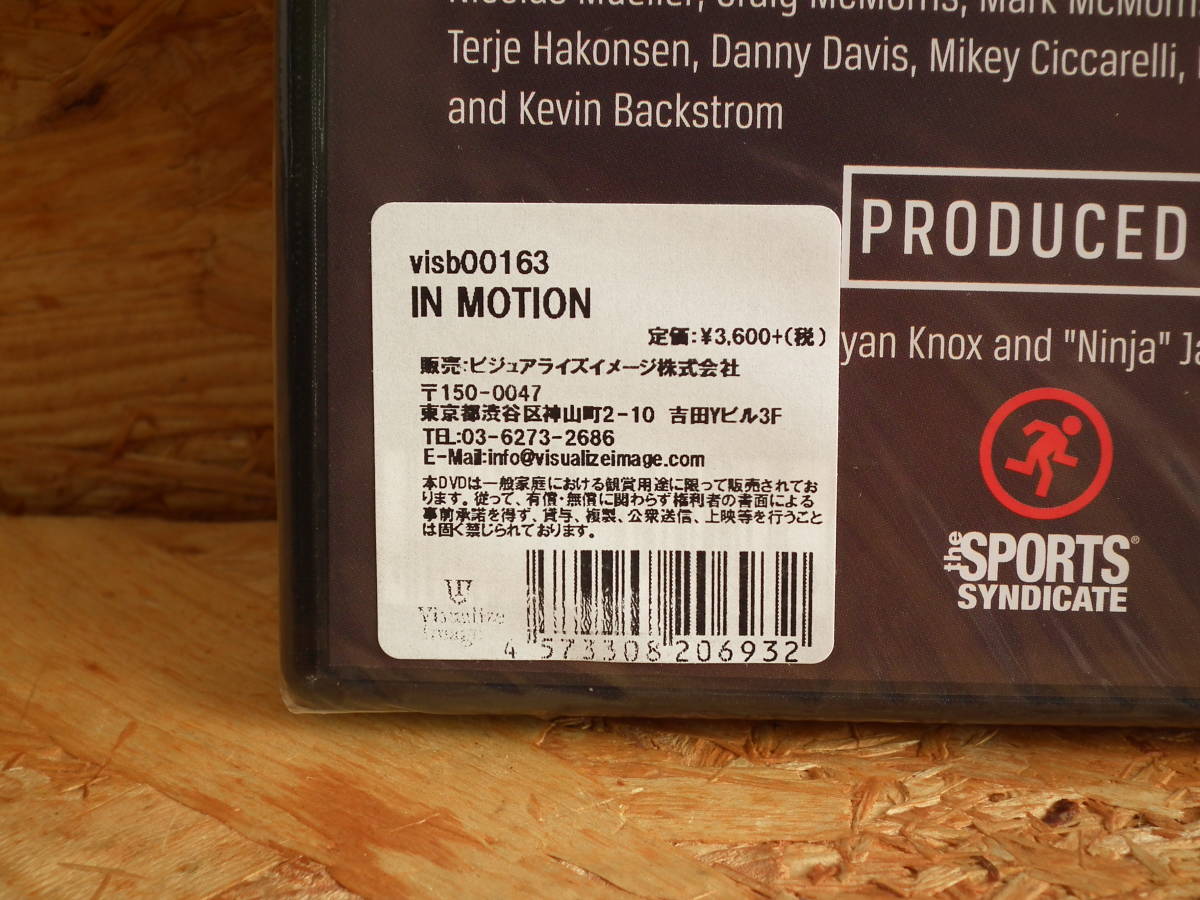 Nicolas Mueller, Craig McMorris, Mark McMorri
Terje Hakonsen, Danny Davis, Mikey Ciccarelli,
and Kevin Backstrom
PRODUCED
yan Knox and "Ninja" Ja
visb00163
IN MOTION
定価:¥3,600+(税)
販売:ビジュアライズイメージ株式会社
〒150-0047
東京都渋谷区神山町2-10 吉田Yビル3F
TEL:03-6273-2686
E-Mail:info@visualizeimage.com
本DVDは一般家庭における観賞用途に限って販売されてお
ります。従って、有償・無償に関わらず権利者の書面による
事前承諾を得ず、貸与、複製、公衆送信、上映等を行うこと
は固く禁じられております。
Visualize
Image
4 573308 206932
the SPORTS®
SYNDICATE